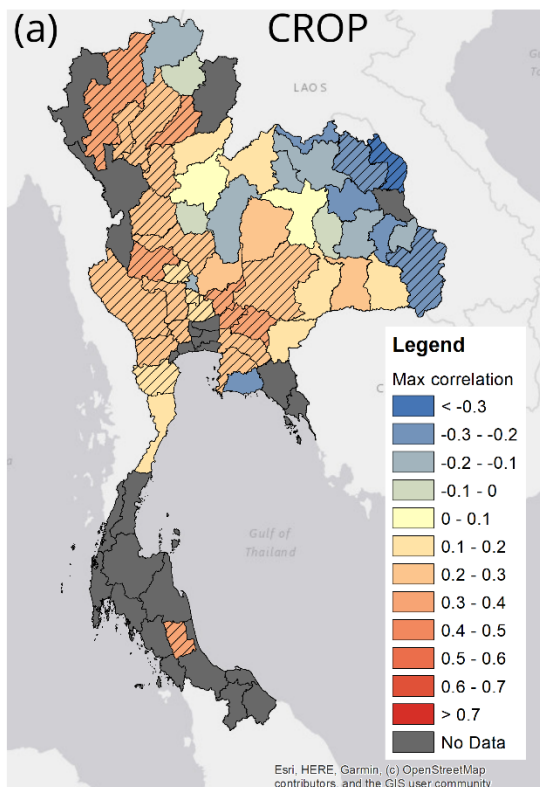 (a)
CROP
LAOS
Gulf of
Thailand
Legend
Max correlation
< -0.3
-0.3 - -0.2
-0.2 - -0.1
-0.1 - 0
0 - 0.1
0.1 - 0.2
0.2 - 0.3
0.3 - 0.4
0.4 - 0.5
0.5 - 0.6
0.6 - 0.7
> 0.7
No Data
Esri, HERE, Garmin, (c) OpenStreetMap
contributors, and the GIS user community